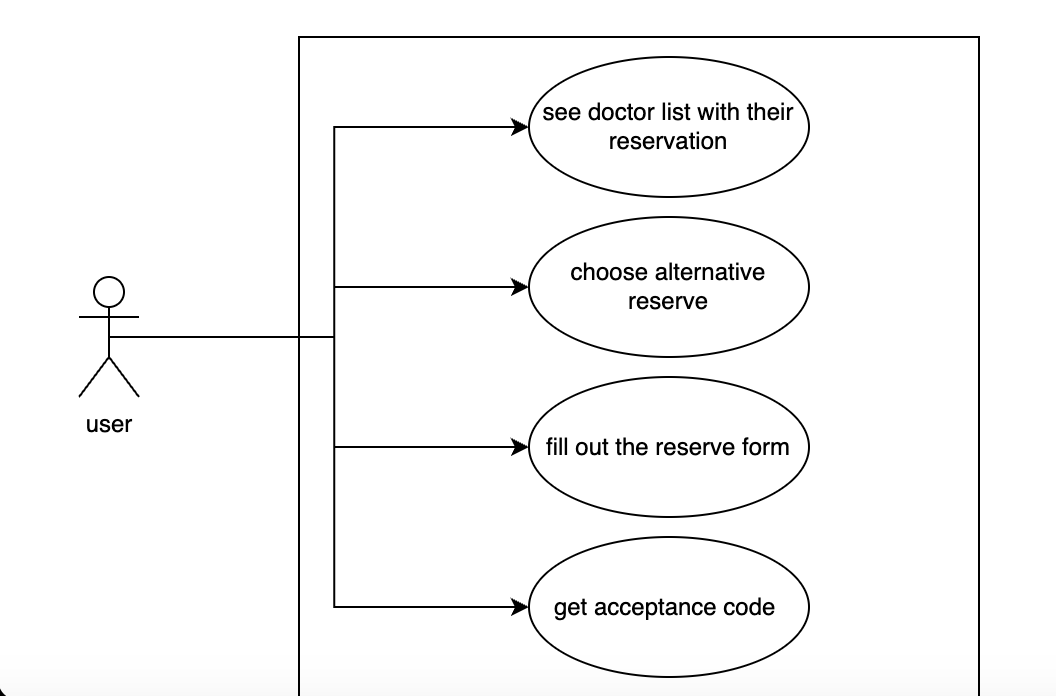 see doctor list with their
reservation
choose alternative
reserve
user
fill out the reserve form
get acceptance code